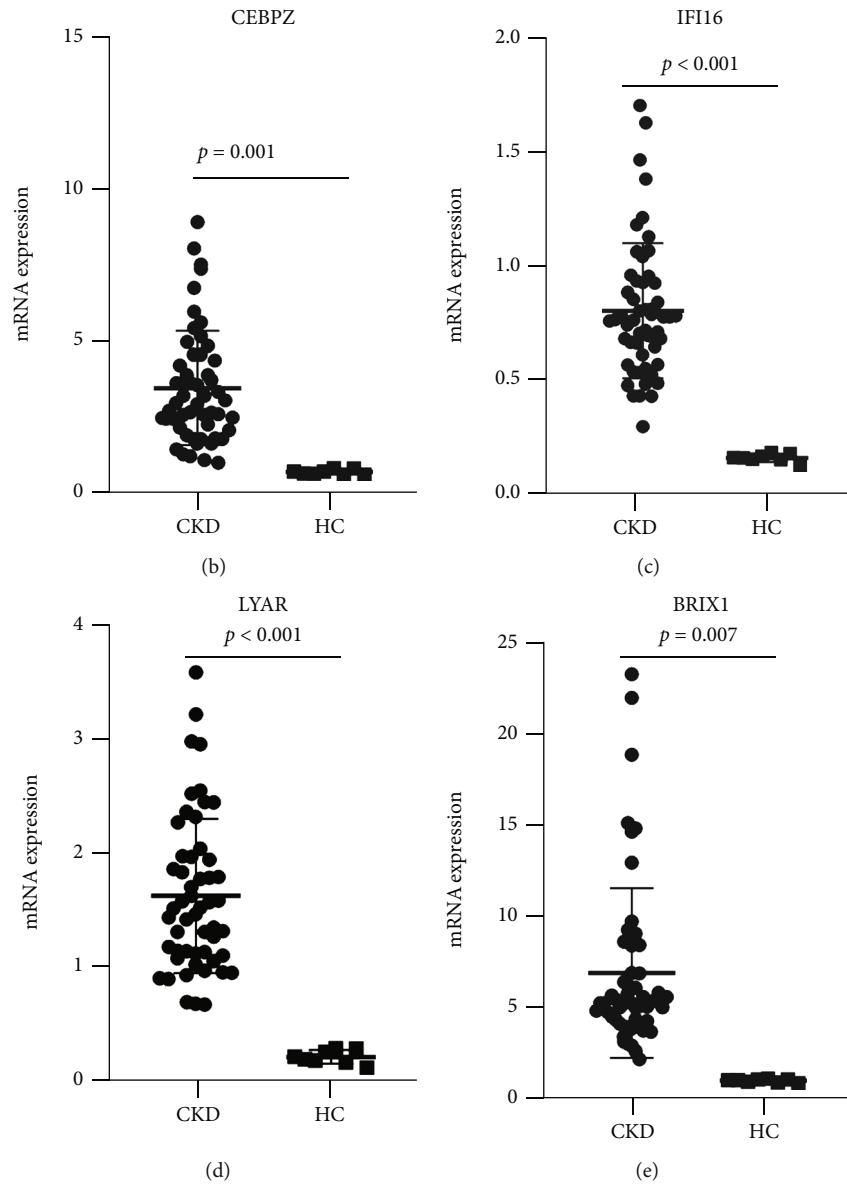 CEBPZ
15
10
5
0
mRNA expression
p = 0.001
CKD
HC
(b)
IFI16
2.0
1.5
1.0
0.5
0.0
mRNA expression
p < 0.001
CKD
HC
(c)
LYAR
4
3
2
1
0
mRNA expression
p < 0.001
CKD
HC
(d)
BRIX1
25
20
15
10
5
0
mRNA expression
p = 0.007
CKD
HC
(e)